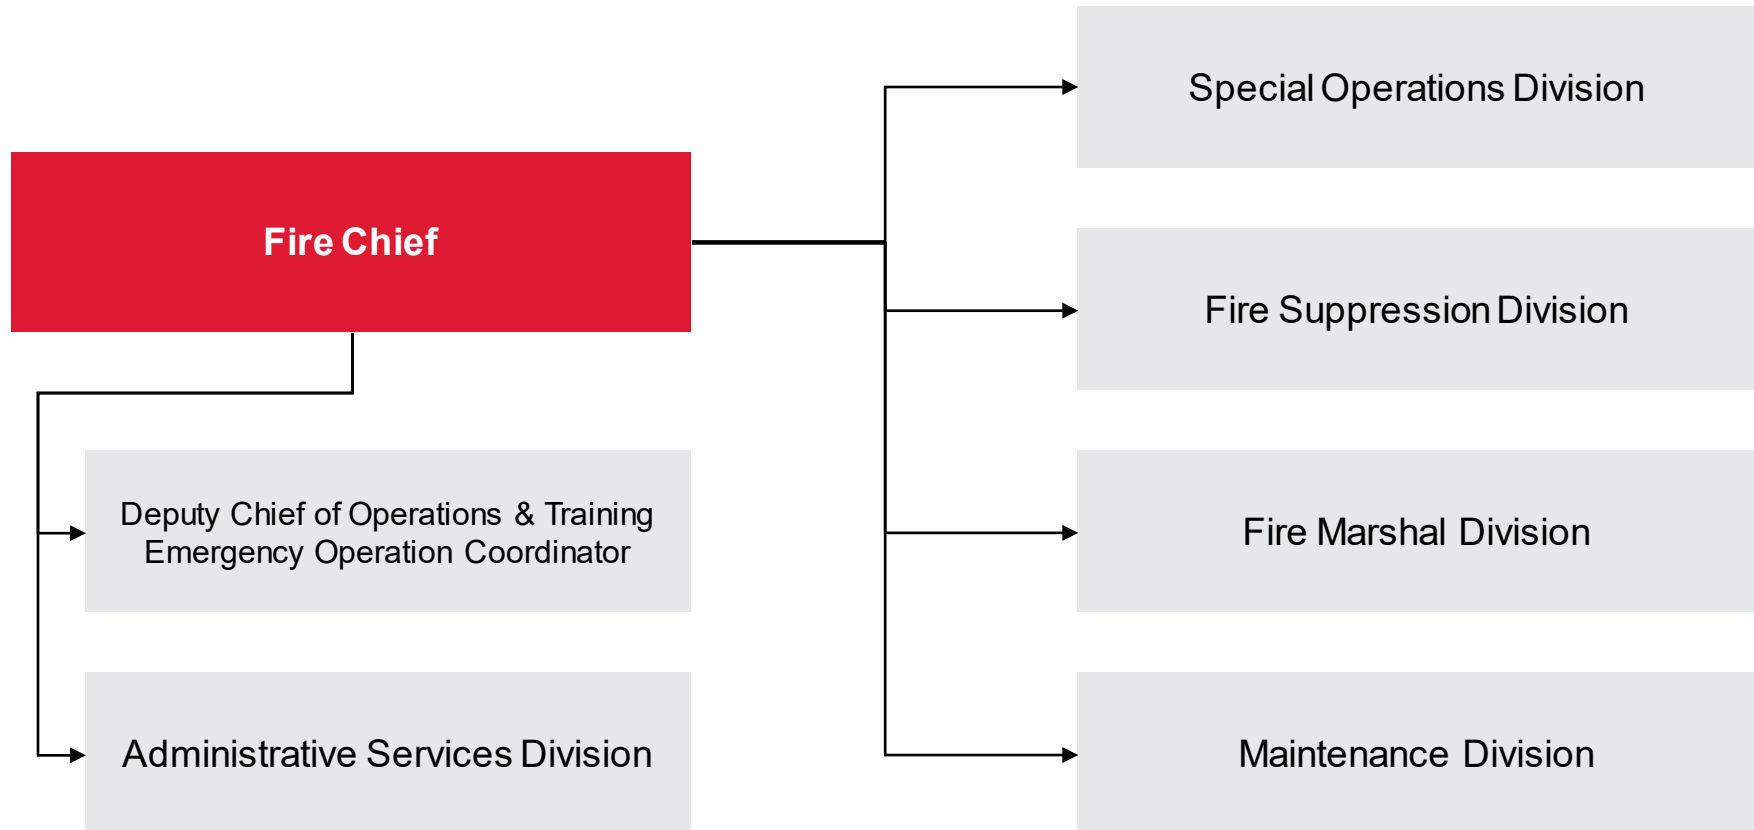 Fire Chief
Deputy Chief of Operations & Training
Emergency Operation Coordinator
Administrative Services Division
Special Operations Division
Fire Suppression Division
Fire Marshal Division
Maintenance Division